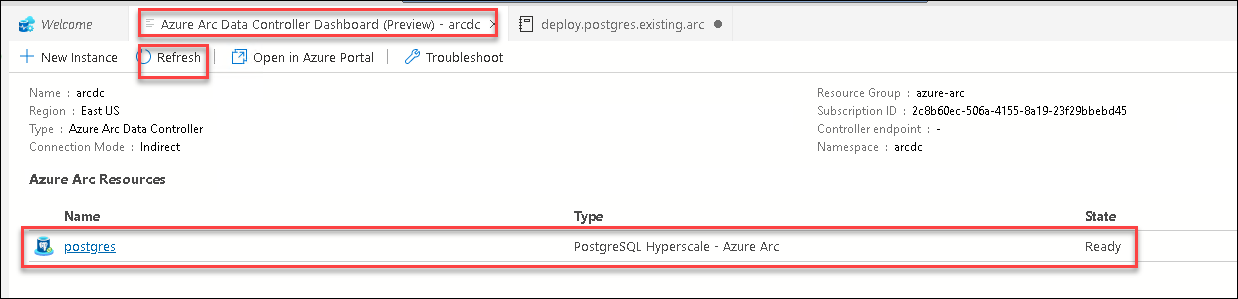 Welcome
Azure Arc Data Controller Dashboard (Preview) - arcdc
deploy.postgres.existing.arc
New Instance
Refresh
Open in Azure Portal
Troubleshoot
Name : arcdc
Region : East US
Type : Azure Arc Data Controller
Connection Mode : Indirect
Resource Group : azure-arc
Subscription ID : 2c8b60ec-506a-4155-8a19-23f29bbebd45
Controller endpoint : -
Namespace : arcdc
Azure Arc Resources
Name Type State
postgres PostgreSQL Hyperscale - Azure Arc Ready